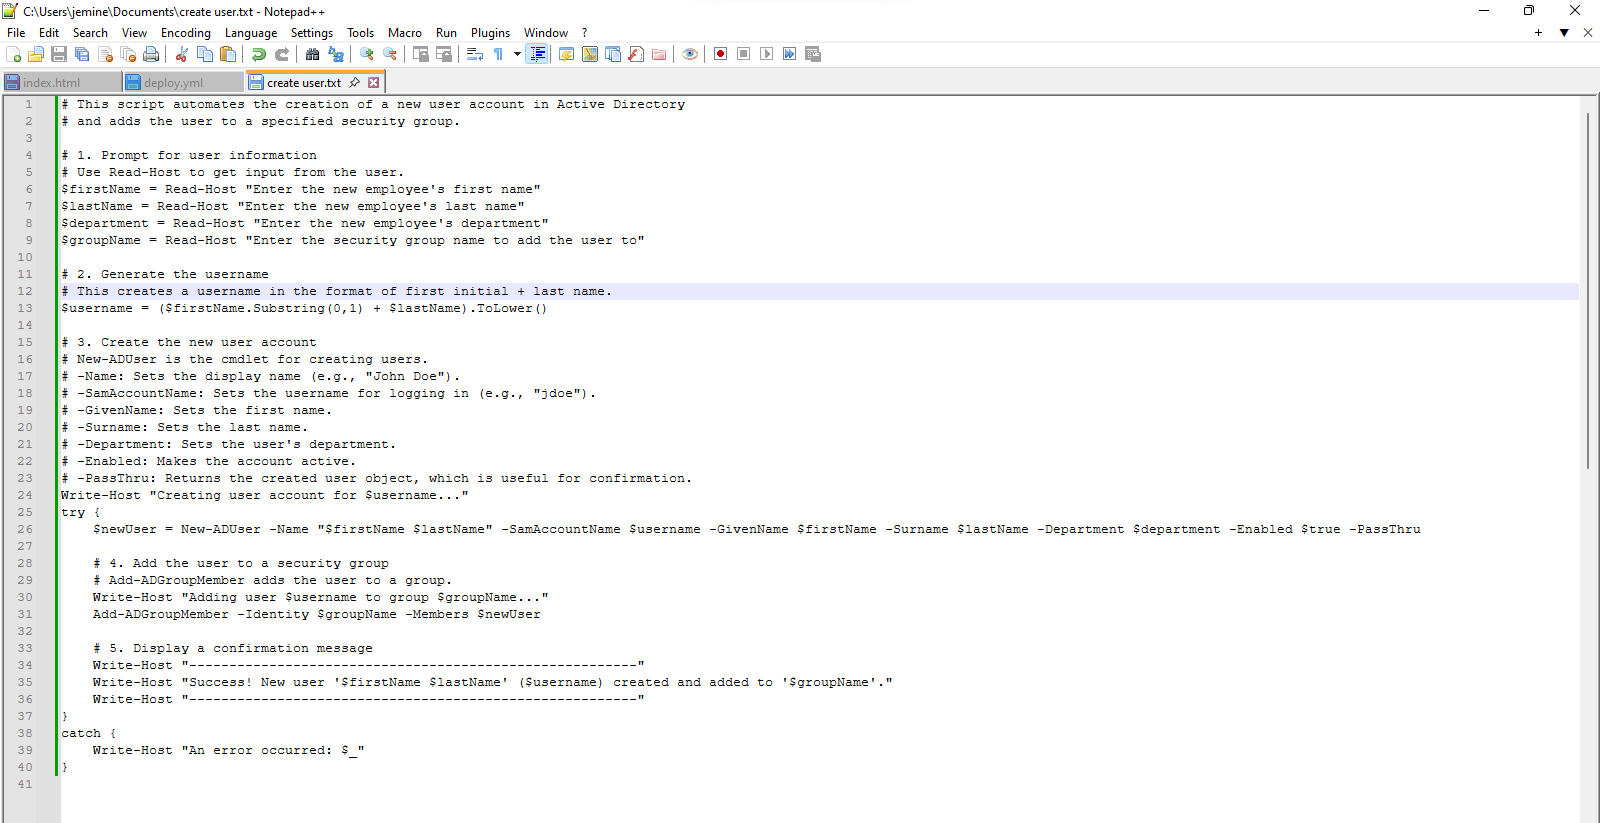 C:\Users\jemine\Documents\create user.txt - Notepad++
File Edit Search View Encoding Language Settings Tools Macro Run Plugins Window ?
index.html deploy.yml create user.txt
1 # This script automates the creation of a new user account in Active Directory
2 # and adds the user to a specified security group.
3
4 # 1. Prompt for user information
5 # Use Read-Host to get input from the user.
6 $firstName = Read-Host "Enter the new employee's first name"
7 $lastName = Read-Host "Enter the new employee's last name"
8 $department = Read-Host "Enter the new employee's department"
9 $groupName = Read-Host "Enter the security group name to add the user to"
10
11 # 2. Generate the username
12 # This creates a username in the format of first initial + last name.
13 $username = ($firstName.Substring(0,1) + $lastName).ToLower()
14
15 # 3. Create the new user account
16 # New-ADUser is the cmdlet for creating users.
17 # -Name: Sets the display name (e.g., "John Doe").
18 # -SamAccountName: Sets the username for logging in (e.g., "jdoe").
19 # -GivenName: Sets the first name.
20 # -Surname: Sets the last name.
21 # -Department: Sets the user's department.
22 # -Enabled: Makes the account active.
23 # -PassThru: Returns the created user object, which is useful for confirmation.
24 Write-Host "Creating user account for $username..."
25 try {
26 $newUser = New-ADUser -Name "$firstName $lastName" -SamAccountName $username -GivenName $firstName -Surname $lastName -Department $department -Enabled $true -PassThru
27
28 # 4. Add the user to a security group
29 # Add-ADGroupMember adds the user to a group.
30 Write-Host "Adding user $username to group $groupName..."
31 Add-ADGroupMember -Identity $groupName -Members $newUser
32
33 # 5. Display a confirmation message
34 Write-Host "--------------------------------------------------------"
35 Write-Host "Success! New user '$firstName $lastName' ($username) created and added to '$groupName'."
36 Write-Host "--------------------------------------------------------"
37 }
38 catch {
39 Write-Host "An error occurred: $_"
40 }
41